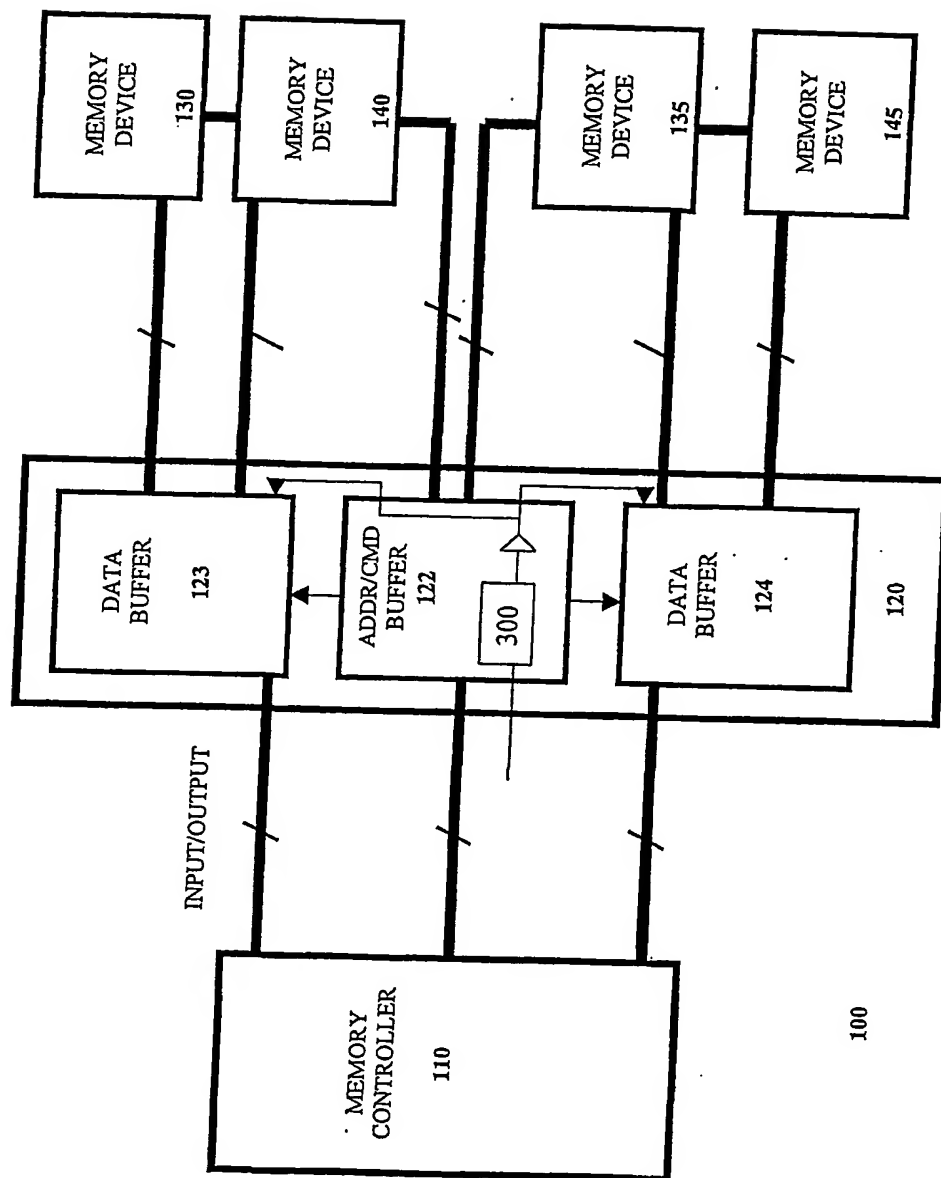 MEMORY
DEVICE
130
MEMORY
DEVICE
140
MEMORY
DEVICE
135
MEMORY
DEVICE
145
DATA
BUFFER
123
ADDR/CMD
BUFFER
122
300
DATA
BUFFER
124
120
INPUT/OUTPUT
MEMORY
CONTROLLER
110
100